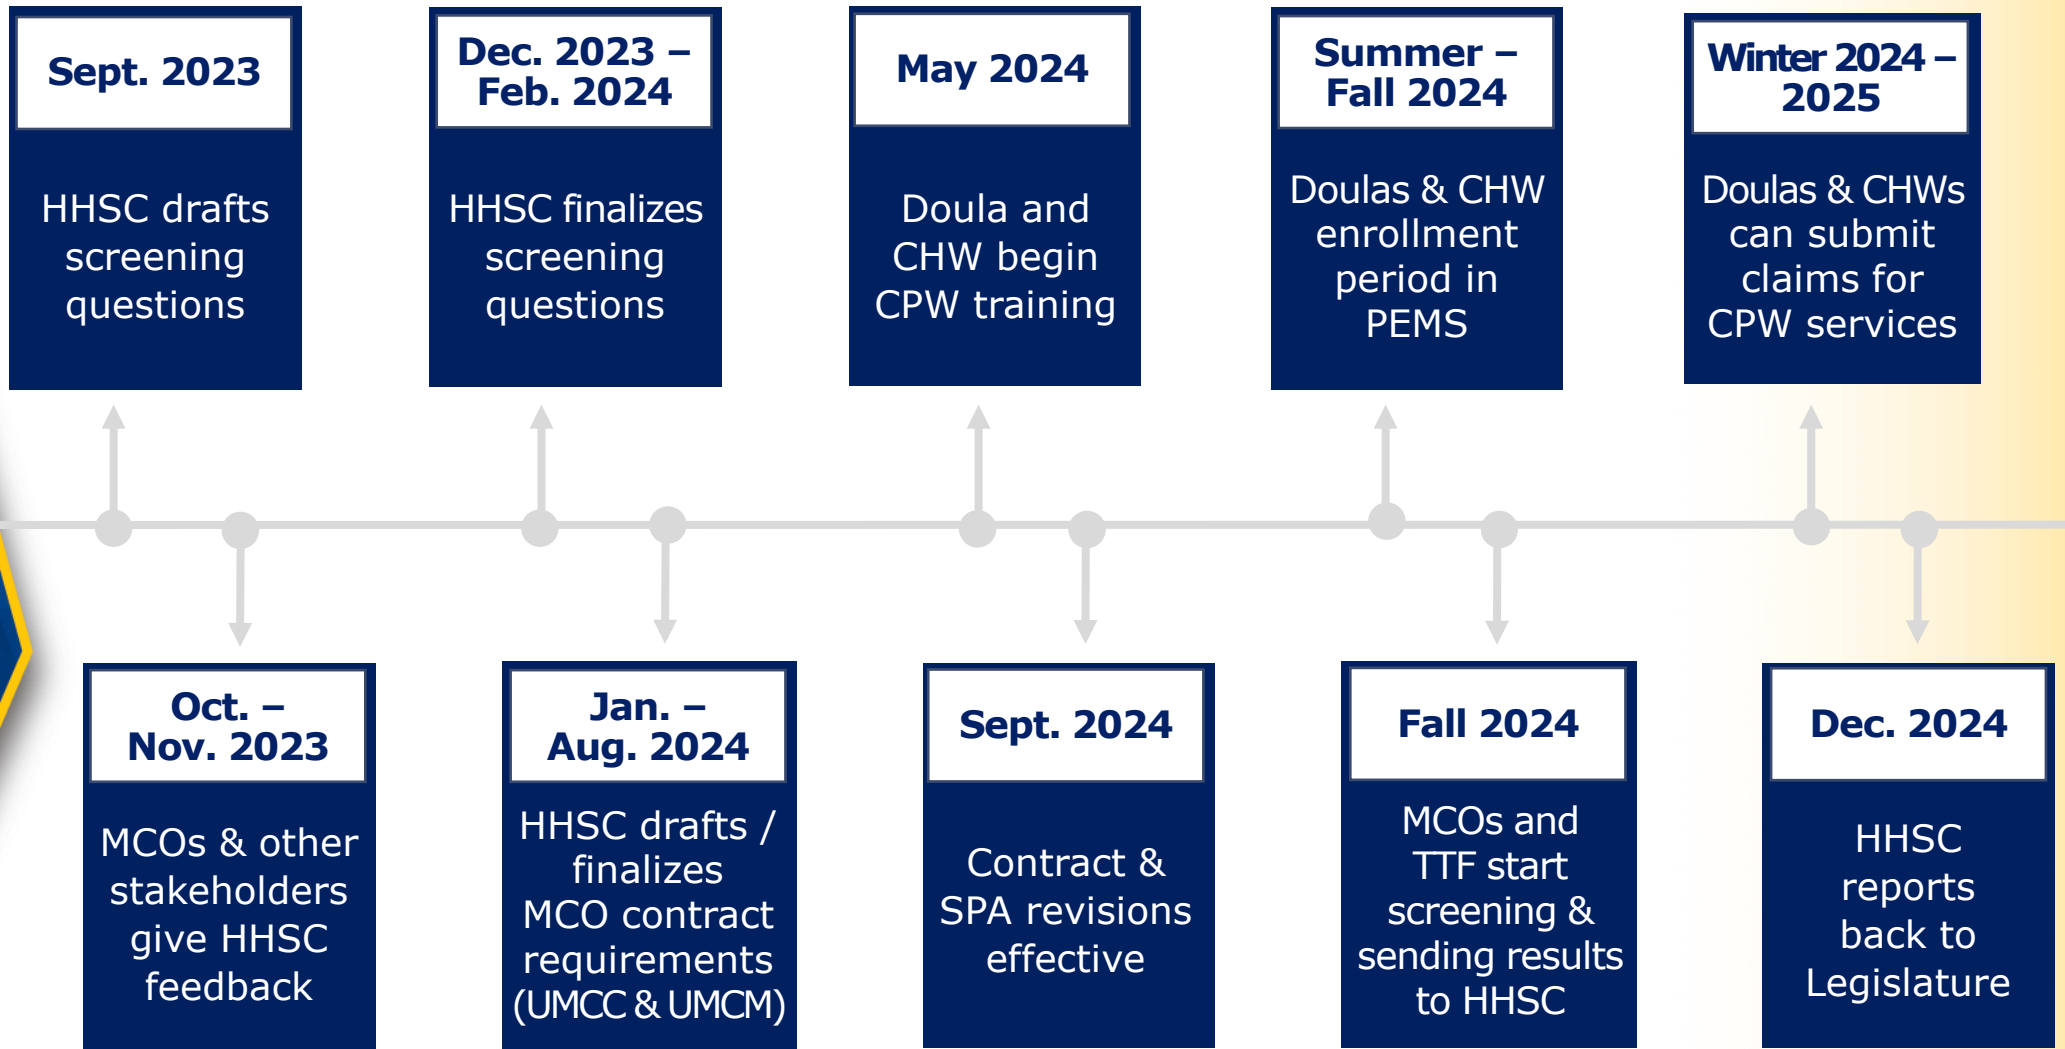 Sept. 2023
HHSC drafts
screening
questions
Dec. 2023 –
Feb. 2024
HHSC finalizes
screening
questions
May 2024
Doula and
CHW begin
CPW training
Summer –
Fall 2024
Doulas & CHW
enrollment
period in
PEMS
Winter 2024 –
2025
Doulas & CHWs
can submit
claims for
CPW services
Oct. –
Nov. 2023
MCOs & other
stakeholders
give HHSC
feedback
Jan. –
Aug. 2024
HHSC drafts /
finalizes
MCO contract
requirements
(UMCC & UMCM)
Sept. 2024
Contract &
SPA revisions
effective
Fall 2024
MCOs and
TTF start
screening &
sending results
to HHSC
Dec. 2024
HHSC
reports
back to
Legislature